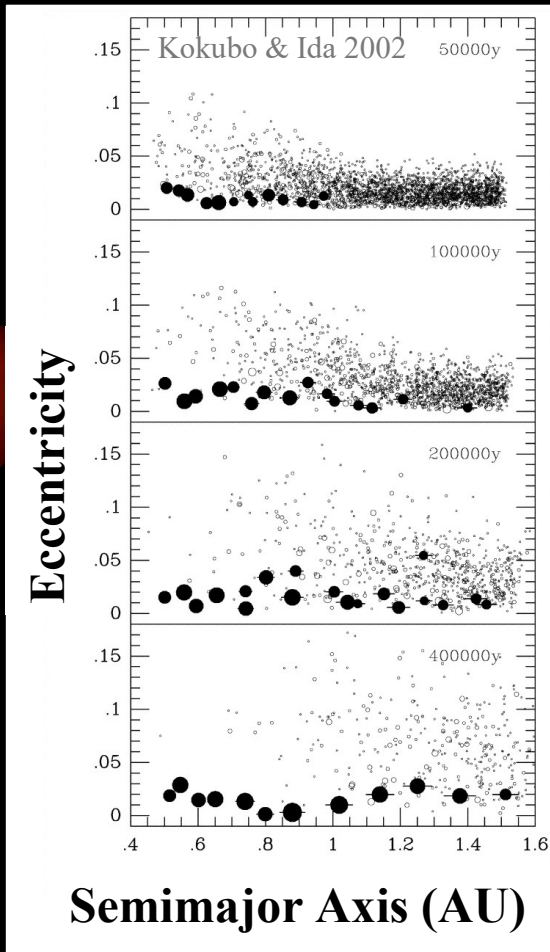 Kokubo & Ida 2002
50000y
.15
.1
.05
0
100000y
.15
.1
.05
0
200000y
.15
.1
.05
0
400000y
.15
.1
.05
0
.4 .6 .8 1 1.2 1.4 1.6
Eccentricity
Semimajor Axis (AU)